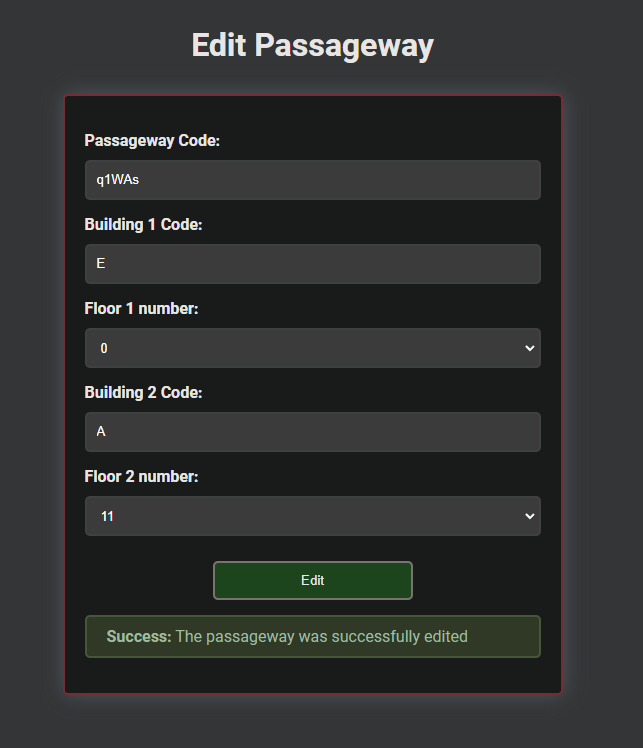 Edit Passageway
Passageway Code:
q1WAs
Building 1 Code:
E
Floor 1 number:
0
Building 2 Code:
A
Floor 2 number:
11
Edit
Success: The passageway was successfully edited